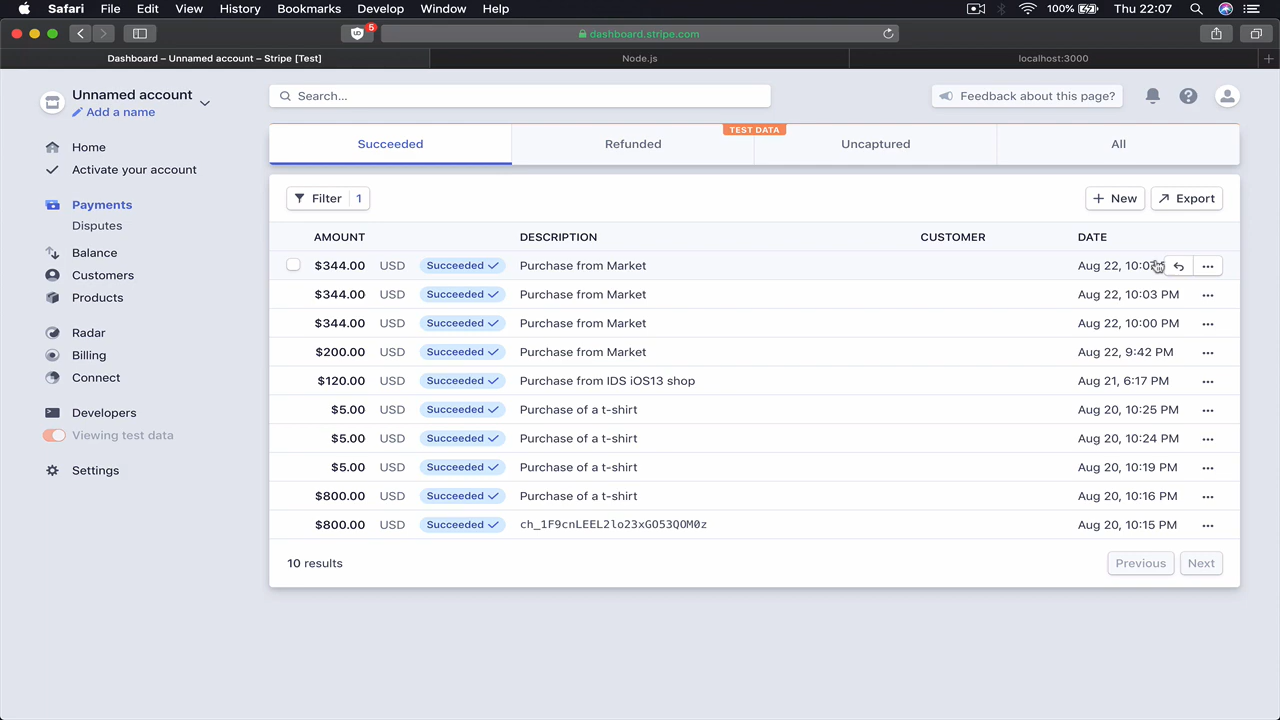 Safari File Edit View History Bookmarks Develop Window Help 100% Thu 22:07
5 dashboard.stripe.com
Dashboard – Unnamed account – Stripe [Test] Node.js localhost:3000
Unnamed account
Add a name
Search...
Feedback about this page?
Home
Activate your account
Payments
Disputes
Balance
Customers
Products
Radar
Billing
Connect
Developers
Viewing test data
Settings
TEST DATA
Succeeded Refunded Uncaptured All
Filter 1 + New Export
AMOUNT DESCRIPTION CUSTOMER DATE
$344.00 USD Succeeded Purchase from Market Aug 22,
$344.00 USD Succeeded Purchase from Market Aug 22, 10:03 PM
$344.00 USD Succeeded Purchase from Market Aug 22, 10:00 PM
$200.00 USD Succeeded Purchase from Market Aug 22, 9:42 PM
$120.00 USD Succeeded Purchase from IDS iOS13 shop Aug 21, 6:17 PM
$5.00 USD Succeeded Purchase of a t-shirt Aug 20, 10:25 PM
$5.00 USD Succeeded Purchase of a t-shirt Aug 20, 10:24 PM
$5.00 USD Succeeded Purchase of a t-shirt Aug 20, 10:19 PM
$800.00 USD Succeeded Purchase of a t-shirt Aug 20, 10:16 PM
$800.00 USD Succeeded ch_1F9cnLEEL2lo23xGO53QOM0z Aug 20, 10:15 PM
10 results Previous Next